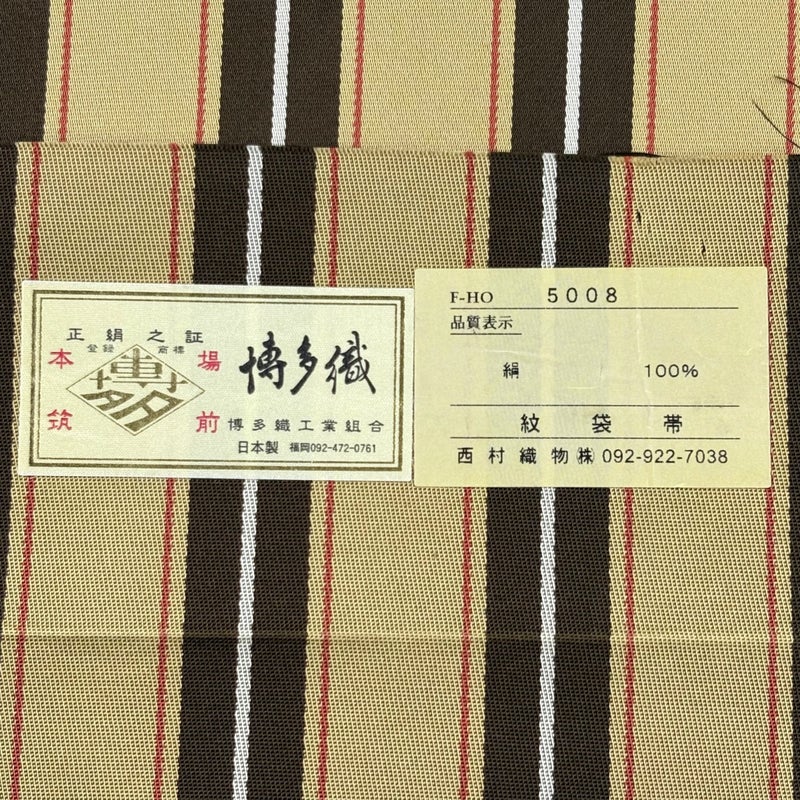 正絹之証
登録 商標
本 場
博多
筑 前
博多織
博多織工業組合
日本製 福岡092-472-0761
F-HO 5008
品質表示
絹 100%
紋袋帯
西村織物㈱ 092-922-7038